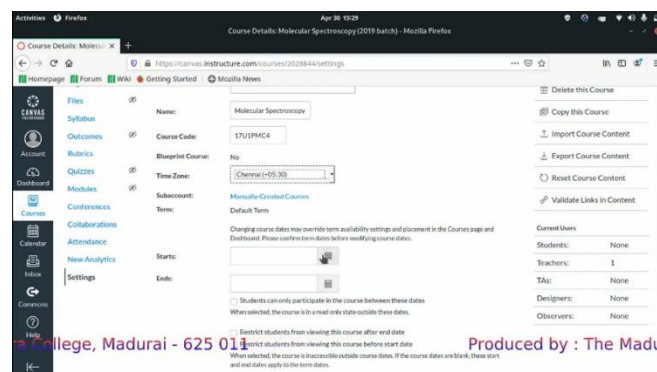 Activities Firefox Apr 30 15:29
Course Details: Molecular Spectroscopy (2019 batch) - Mozilla Firefox
Course Details: Molecul × +
https://canvas.instructure.com/courses/2028844/settings
Homepage Forum Wiki Getting Started Mozilla News
CANVAS
Account
Dashboard
Courses
Calendar
Inbox
Commons
Help
Files
Syllabus
Outcomes
Rubrics
Quizzes
Modules
Conferences
Collaborations
Attendance
New Analytics
Settings
Name: Molecular Spectroscopy
Course Code: 17U1PMC4
Blueprint Course: No
Time Zone: Chennai (+05:30)
Subaccount: Manually-Created Courses
Term: Default Term
Changing course dates may override term availability settings and placement in the Courses page and
Dashboard. Please confirm term dates before modifying course dates.
Starts:
Ends:
Students can only participate in the course between these dates
When selected, the course is in a read-only state outside these dates.
Restrict students from viewing this course after end date
Restrict students from viewing this course before start date
When selected, the course is inaccessible outside course dates. If the course dates are blank, these start
and end dates apply to the term dates.
Delete this Course
Copy this Course
Import Course Content
Export Course Content
Reset Course Content
Validate Links in Content
Current Users
Students: None
Teachers: 1
TAs: None
Designers: None
Observers: None
ra College, Madurai - 625 011 Produced by : The Madu